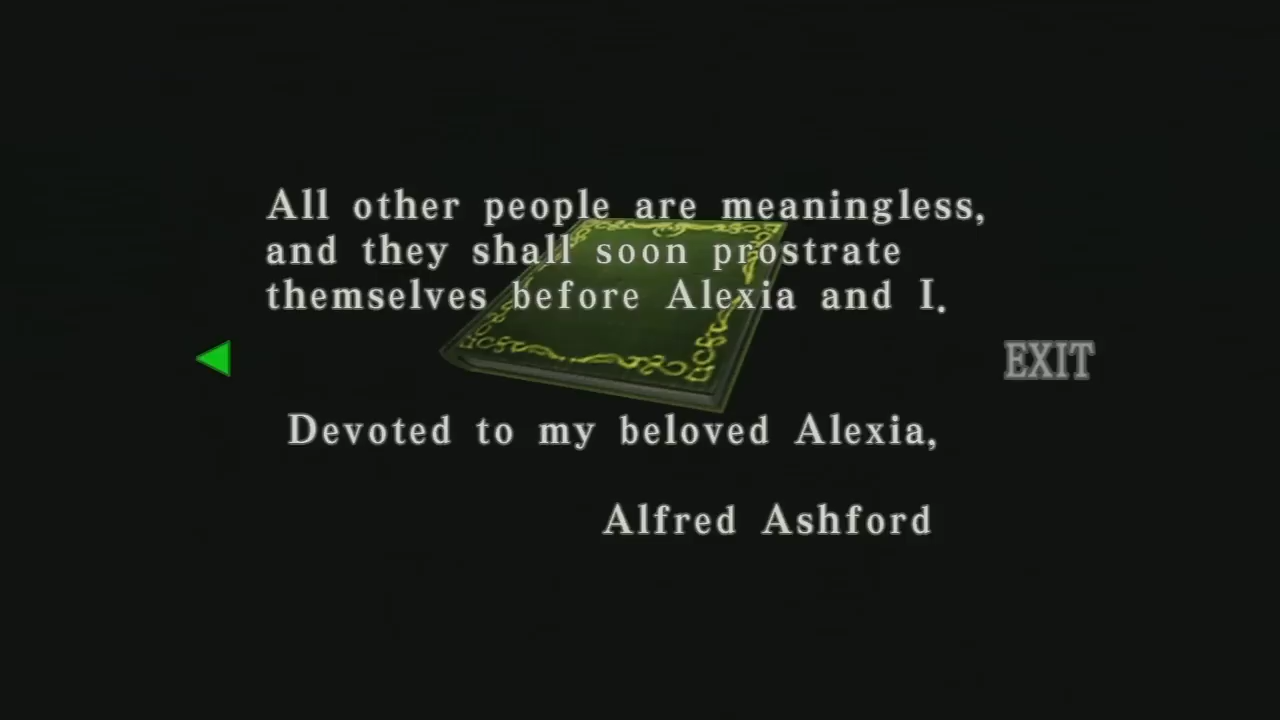 All other people are meaningless,
and they shall soon prostrate
themselves before Alexia and I.
EXIT
Devoted to my beloved Alexia,
Alfred Ashford